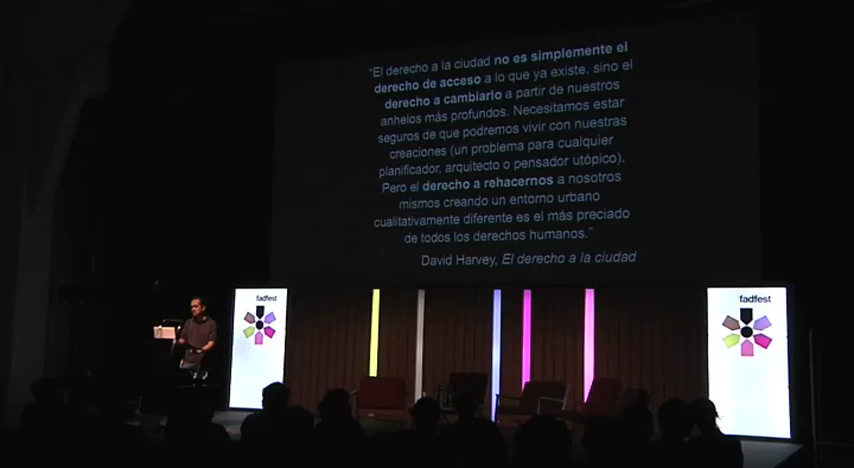 “El derecho a la ciudad no es simplemente el
derecho de acceso a lo que ya existe, sino el
derecho a cambiarlo a partir de nuestros
anhelos más profundos. Necesitamos estar
seguros de que podremos vivir con nuestras
creaciones (un problema para cualquier
planificador, arquitecto o pensador utópico).
Pero el derecho a rehacernos a nosotros
mismos creando un entorno urbano
cualitativamente diferente es el más preciado
de todos los derechos humanos.”
David Harvey, El derecho a la ciudad
fadfest
fadfest